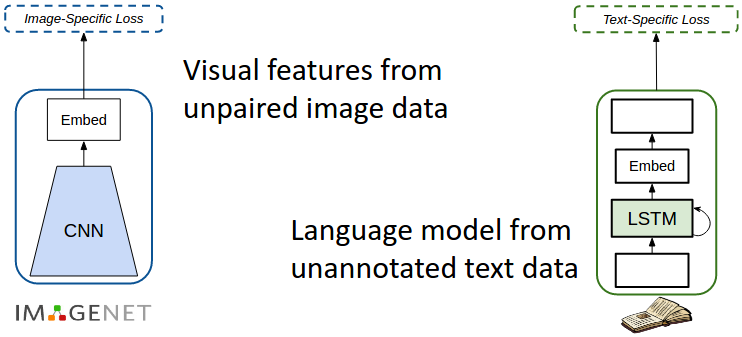 Image-Specific Loss
Text-Specific Loss
Visual features from
unpaired image data
Embed
CNN
Embed
LSTM
Language model from
unannotated text data
IMAGENET